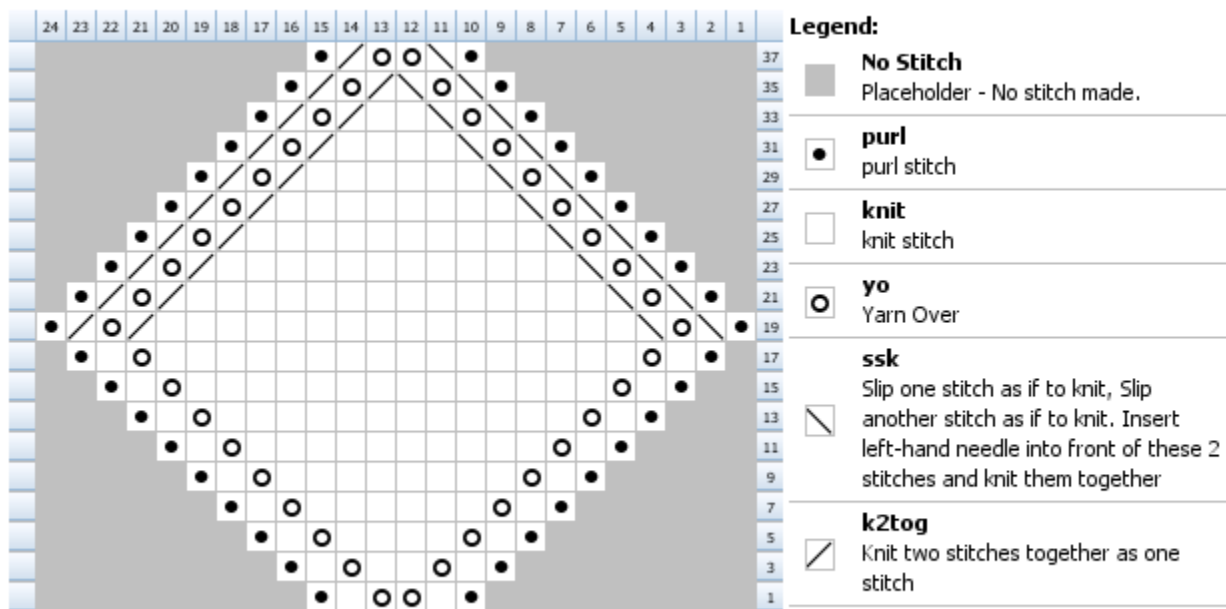 24 23 22 21 20 19 18 17 16 15 14 13 12 11 10 9 8 7 6 5 4 3 2 1
37
35
33
31
29
27
25
23
21
19
17
15
13
11
9
7
5
3
1
Legend:
No Stitch
Placeholder - No stitch made.
purl
purl stitch
knit
knit stitch
yo
Yarn Over
ssk
Slip one stitch as if to knit, Slip
another stitch as if to knit. Insert
left-hand needle into front of these 2
stitches and knit them together
k2tog
Knit two stitches together as one
stitch